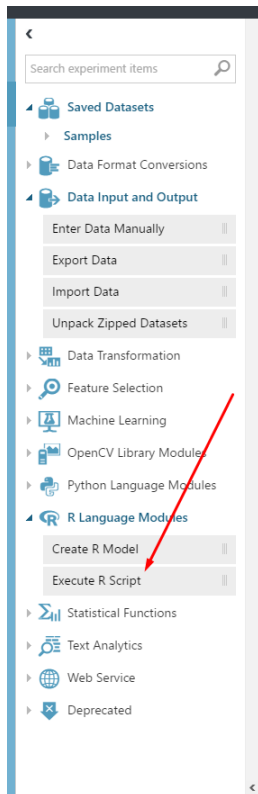 Search experiment items
Saved Datasets
Samples
Data Format Conversions
Data Input and Output
Enter Data Manually
Export Data
Import Data
Unpack Zipped Datasets
Data Transformation
Feature Selection
Machine Learning
OpenCV Library Modules
Python Language Modules
R Language Modules
Create R Model
Execute R Script
Statistical Functions
Text Analytics
Web Service
Deprecated